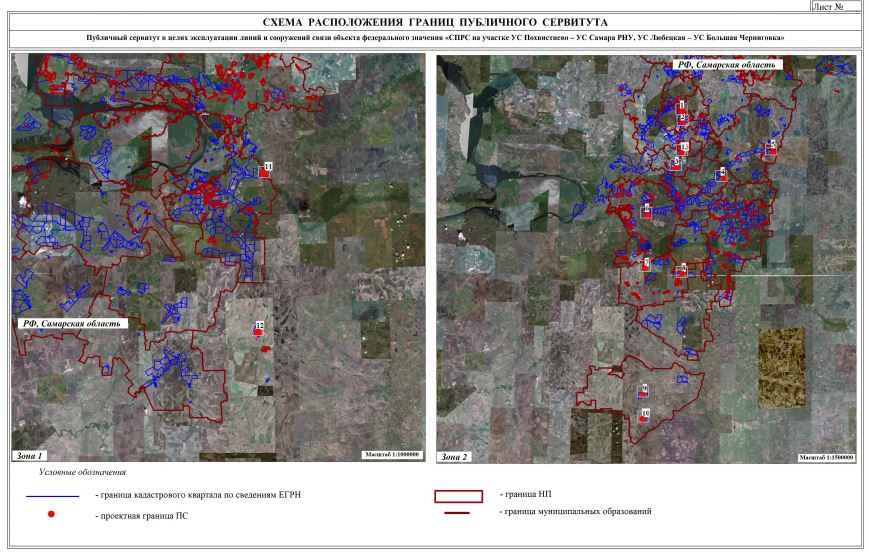 Лист №
СХЕМА РАСПОЛОЖЕНИЯ ГРАНИЦ ПУБЛИЧНОГО СЕРВИТУТА
Публичный сервитут в целях эксплуатации линий и сооружений связи объекта федерального значения «СПРС на участке УС Похвистнево – УС Самара РНУ, УС Любецкая – УС Большая Черниговка»
11
РФ, Самарская область
12
Зона 1
Масштаб 1:1000000
РФ, Самарская область
1
2
3
4
5
7
9
10
Зона 2
Масштаб 1:1500000
Условные обозначения
- граница кадастрового квартала по сведениям ЕГРН
- проектная граница ПС
- граница НП
- граница муниципальных образований